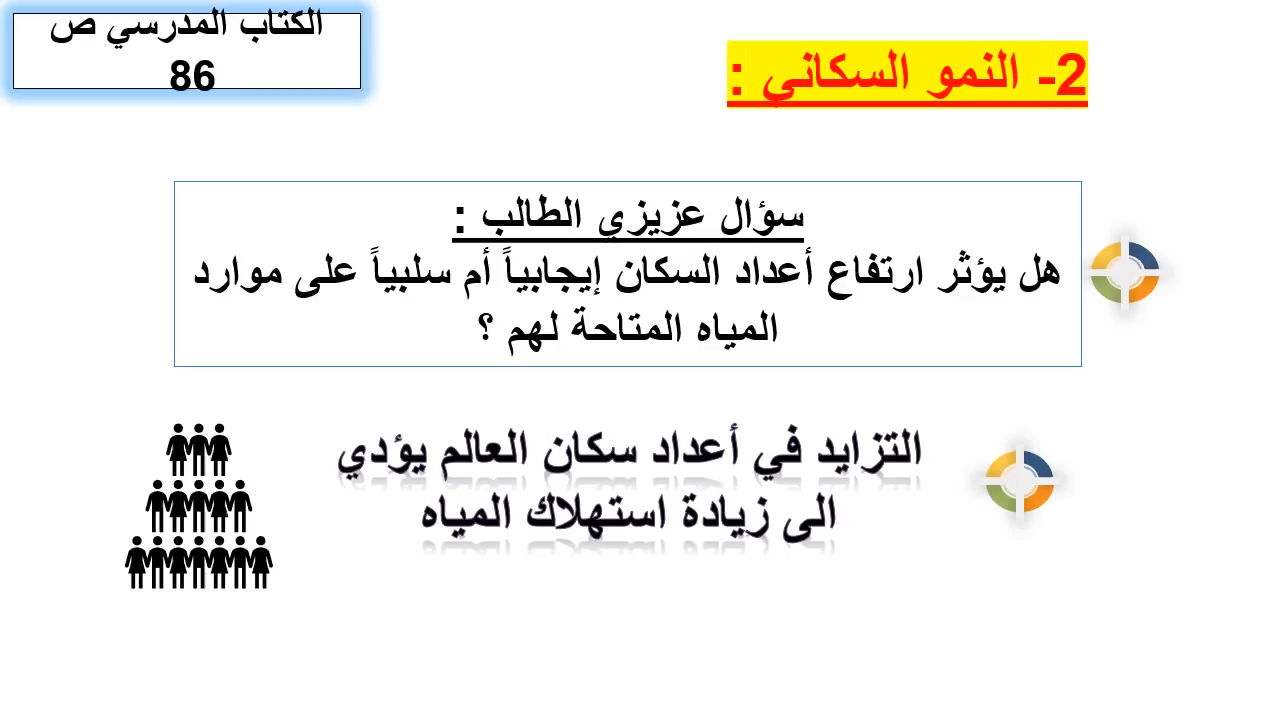 الكتاب المدرسي ص
86
2- النمو السكاني :
سؤال عزيزي الطالب :
هل يؤثر ارتفاع أعداد السكان إيجابياً أم سلبياً على موارد
المياه المتاحة لهم ؟
التزايد في أعداد سكان العالم يؤدي
الى زيادة استهلاك المياه